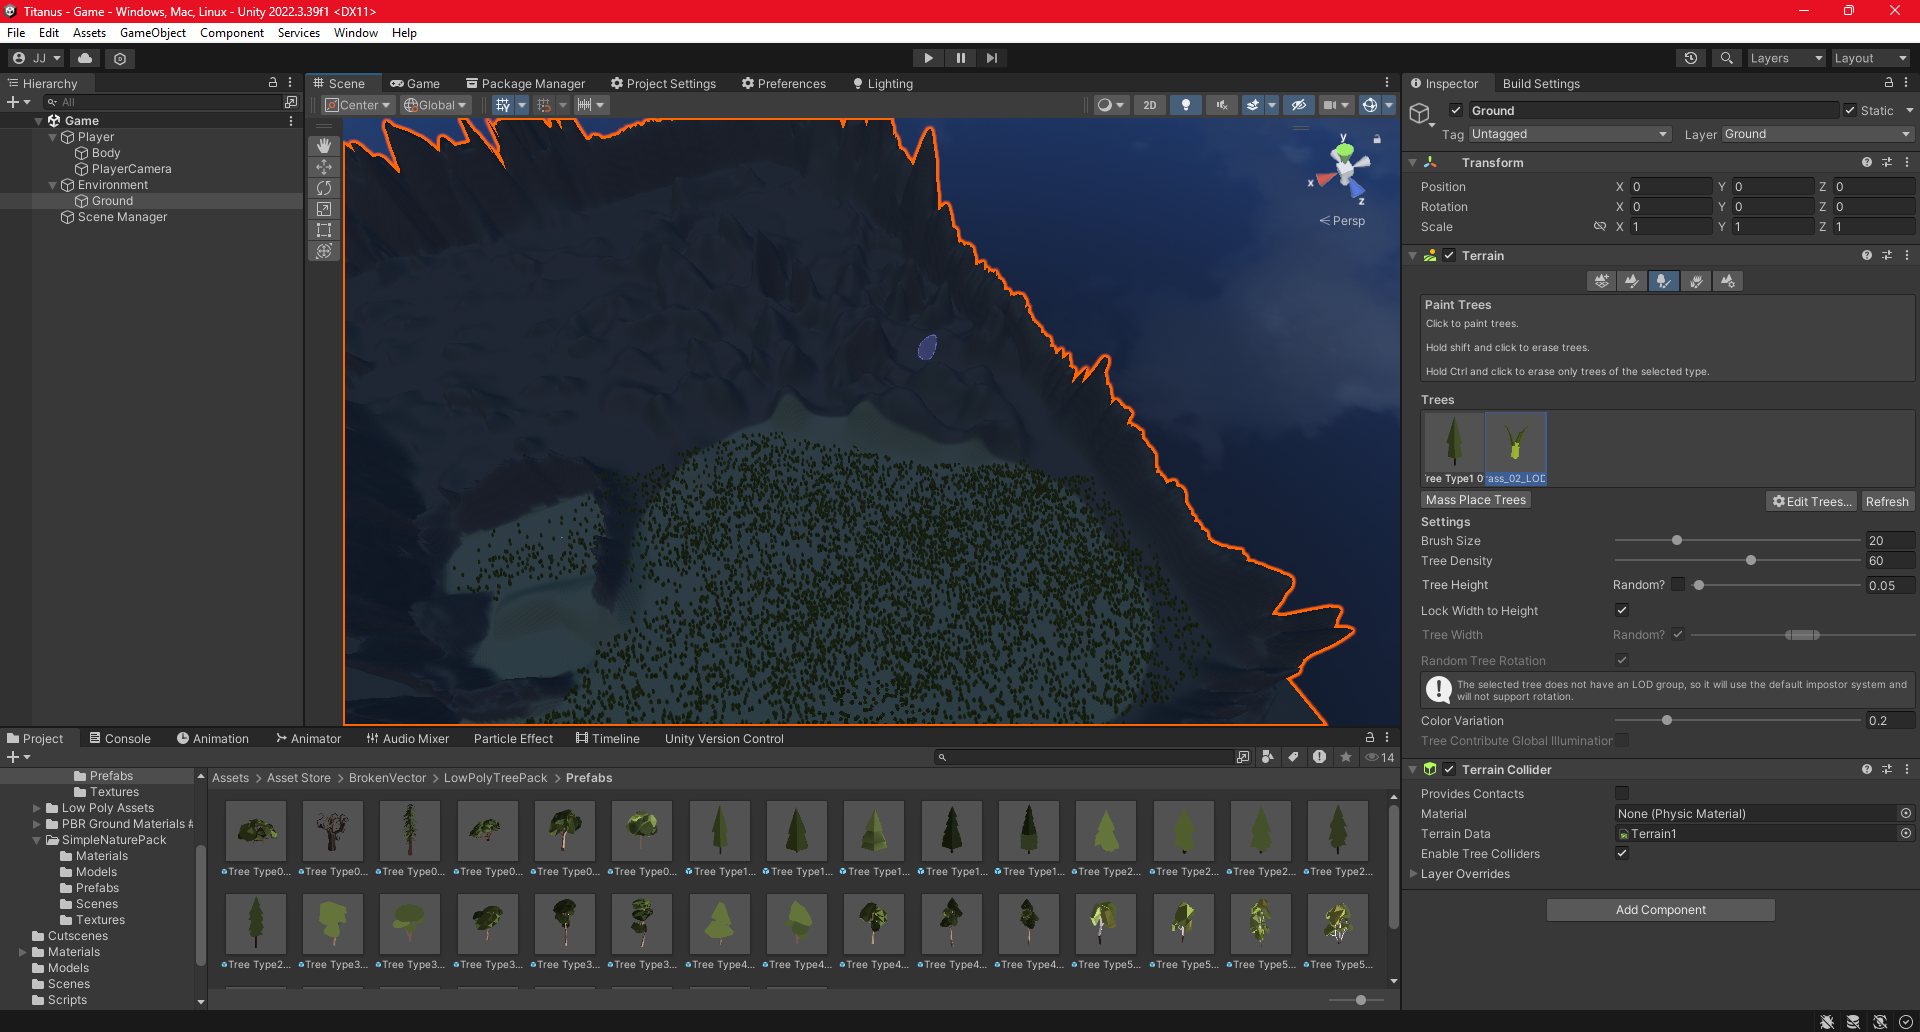 Titanus - Game - Windows, Mac, Linux - Unity 2022.3.39f1 <DX11>
File Edit Assets GameObject Component Services Window Help
JJ
Layers
Layout
Hierarchy
All
Game
Player
Body
PlayerCamera
Environment
Ground
Scene Manager
Scene Game Package Manager Project Settings Preferences Lighting
Center Global 2D
y
x
z
Persp
Inspector Build Settings
Ground Static
Tag Untagged Layer Ground
Transform
Position X 0 Y 0 Z 0
Rotation X 0 Y 0 Z 0
Scale X 1 Y 1 Z 1
Terrain
Paint Trees
Click to paint trees.
Hold shift and click to erase trees.
Hold Ctrl and click to erase only trees of the selected type.
Trees
ree Type1 0 ass_02_LOD
Mass Place Trees Edit Trees... Refresh
Settings
Brush Size 20
Tree Density 60
Tree Height Random? 0.05
Lock Width to Height
Tree Width Random?
Random Tree Rotation
The selected tree does not have an LOD group, so it will use the default impostor system and
will not support rotation.
Color Variation 0.2
Tree Contribute Global Illumination
Terrain Collider
Provides Contacts
Material None (Physic Material)
Terrain Data Terrain1
Enable Tree Colliders
Layer Overrides
Add Component
Project Console Animation Animator Audio Mixer Particle Effect Timeline Unity Version Control
14
Prefabs
Textures
Low Poly Assets
PBR Ground Materials #
SimpleNaturePack
Materials
Models
Prefabs
Scenes
Textures
Cutscenes
Materials
Models
Scenes
Scripts
Assets > Asset Store > BrokenVector > LowPolyTreePack > Prefabs
Tree Type0... Tree Type0... Tree Type0... Tree Type0... Tree Type0... Tree Type0... Tree Type1... Tree Type1... Tree Type1... Tree Type1... Tree Type1... Tree Type2... Tree Type2... Tree Type2... Tree Type2...
Tree Type2... Tree Type3... Tree Type3... Tree Type3... Tree Type3... Tree Type3... Tree Type4... Tree Type4... Tree Type4... Tree Type4... Tree Type4... Tree Type5... Tree Type5... Tree Type5... Tree Type5...